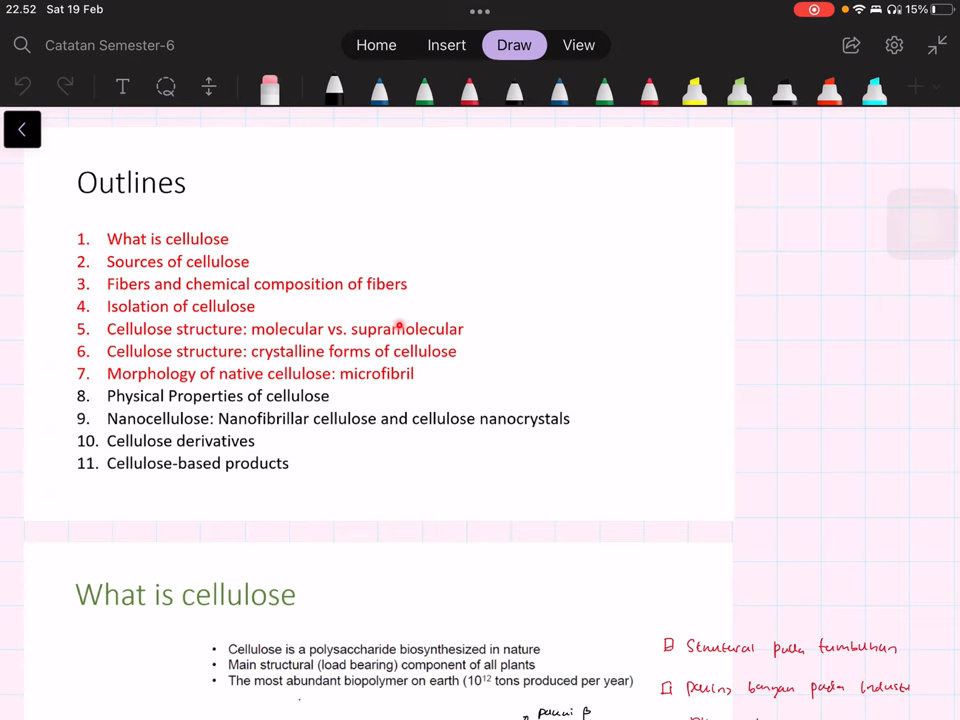 22.52 Sat 19 Feb
15%
Catatan Semester-6
Home Insert Draw View
Outlines
1. What is cellulose
2. Sources of cellulose
3. Fibers and chemical composition of fibers
4. Isolation of cellulose
5. Cellulose structure: molecular vs. supramolecular
6. Cellulose structure: crystalline forms of cellulose
7. Morphology of native cellulose: microfibril
8. Physical Properties of cellulose
9. Nanocellulose: Nanofibrillar cellulose and cellulose nanocrystals
10. Cellulose derivatives
11. Cellulose-based products
What is cellulose
• Cellulose is a polysaccharide biosynthesized in nature
• Main structural (load bearing) component of all plants
• The most abundant biopolymer on earth (10¹² tons produced per year)
Struktural pada tumbuhan
pada
β